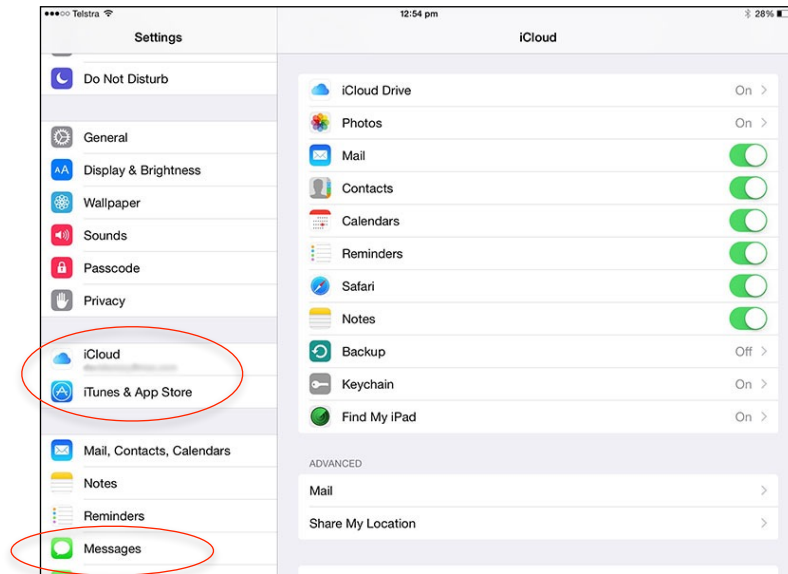 Telstra
12:54 pm
28%
Settings
iCloud
Do Not Disturb
General
AA Display & Brightness
Wallpaper
Sounds
Passcode
Privacy
iCloud
iTunes & App Store
Mail, Contacts, Calendars
Notes
Reminders
Messages
iCloud Drive On
Photos On
Mail
Contacts
Calendars
Reminders
Safari
Notes
Backup Off
Keychain On
Find My iPad On
ADVANCED
Mail
Share My Location